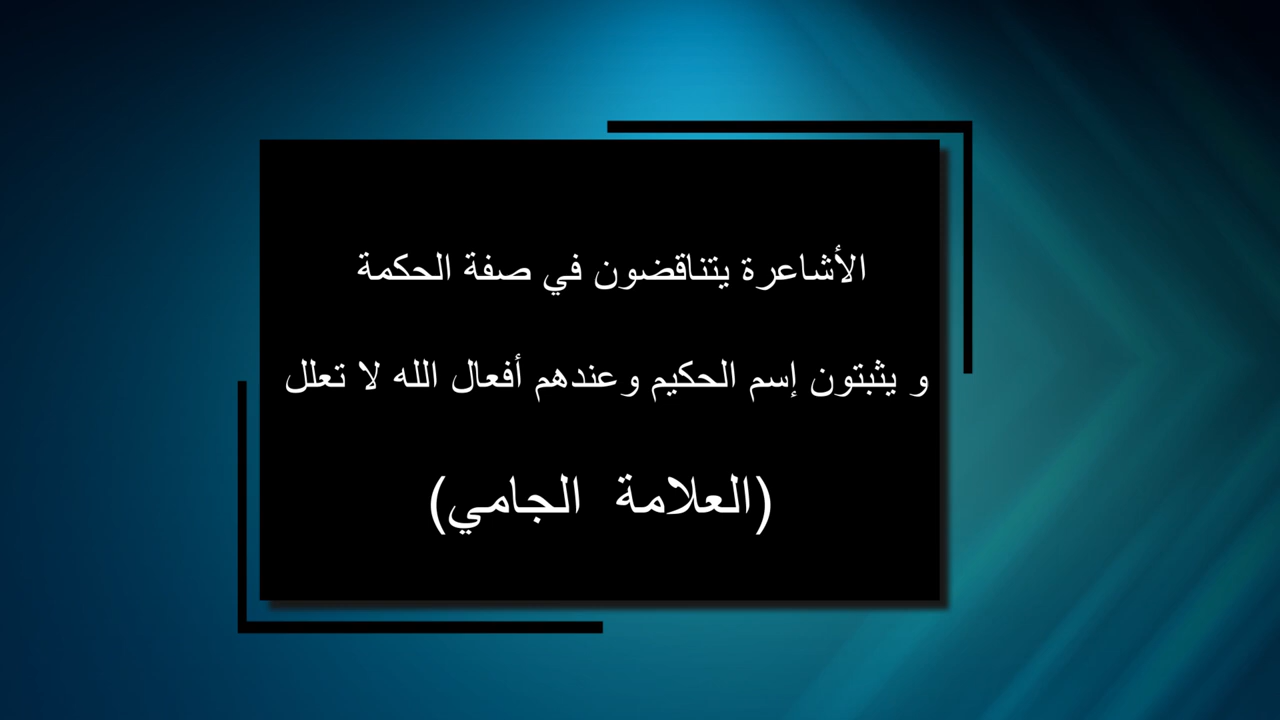 الأشاعرة يتناقضون في صفة الحكمة
و يثبتون إسم الحكيم وعندهم أفعال الله لا تعلل
(العلامة الجامي)